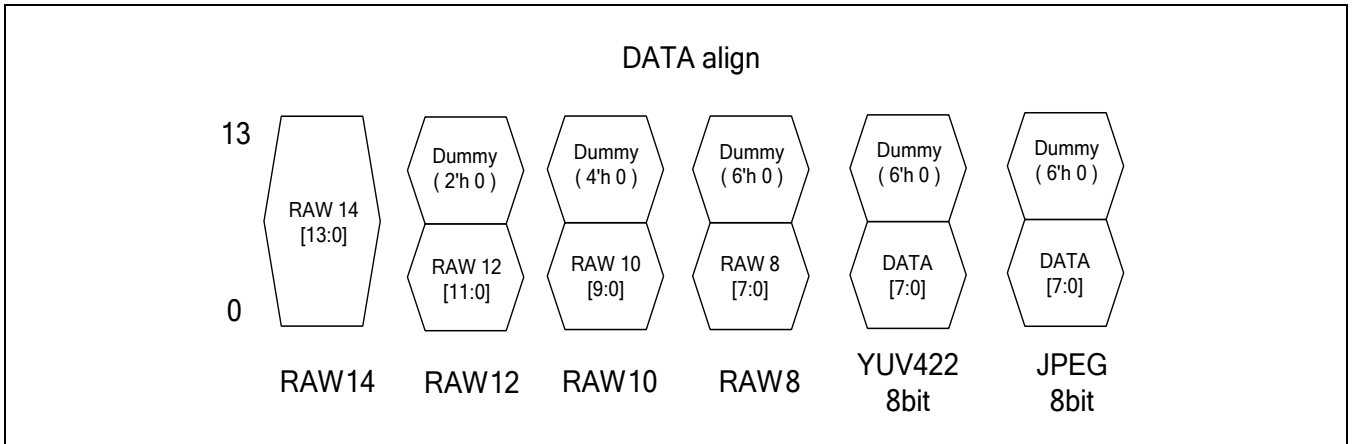 DATA align
13
0
RAW 14
[13:0]
Dummy
( 2'h 0 )
RAW 12
[11:0]
Dummy
( 4'h 0 )
RAW 10
[9:0]
Dummy
( 6'h 0 )
RAW 8
[7:0]
Dummy
( 6'h 0 )
DATA
[7:0]
Dummy
( 6'h 0 )
DATA
[7:0]
RAW14
RAW12
RAW10
RAW8
YUV422
8bit
JPEG
8bit